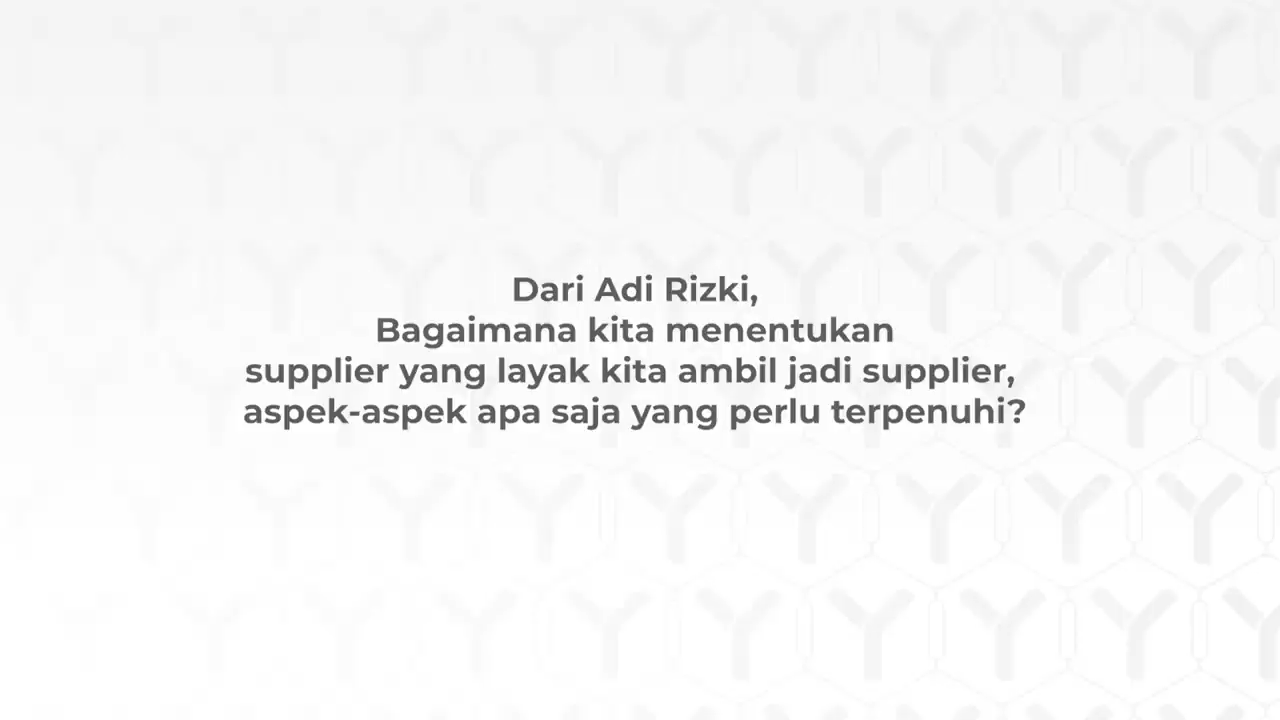 Dari Adi Rizki,
Bagaimana kita menentukan
supplier yang layak kita ambil jadi supplier,
aspek-aspek apa saja yang perlu terpenuhi?